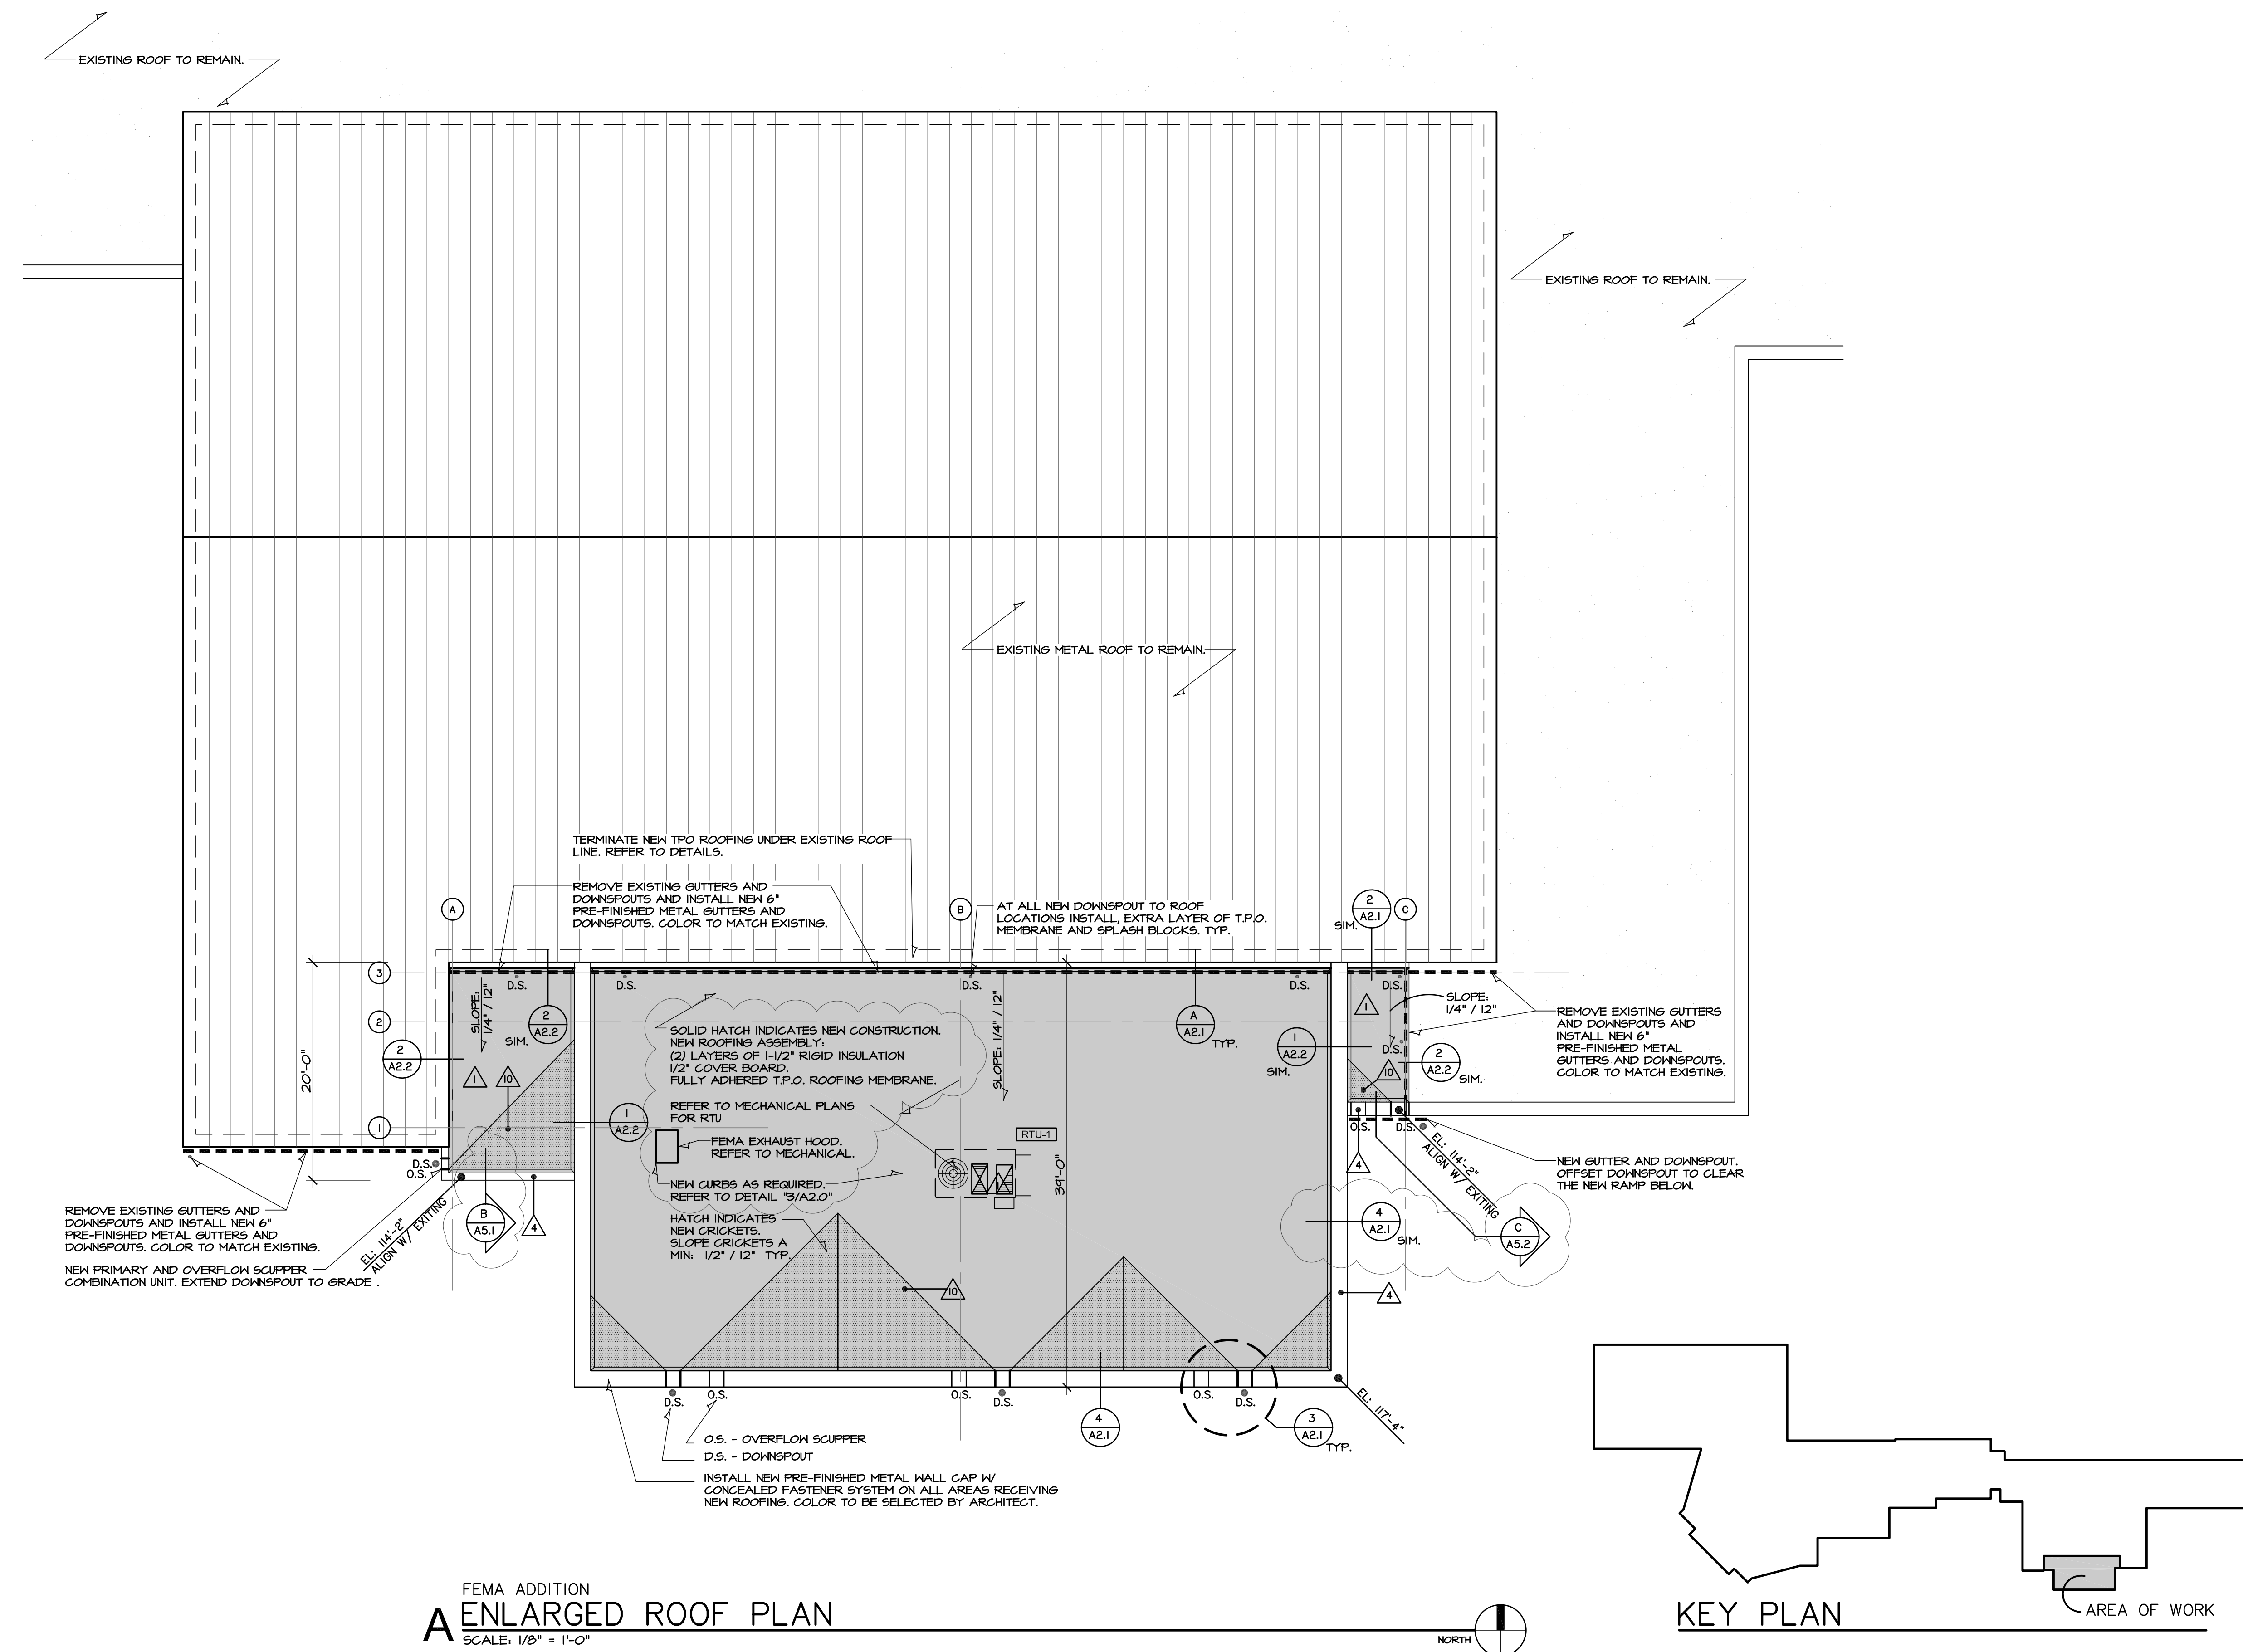 EXISTING ROOF TO REMAIN.
EXISTING ROOF TO REMAIN.
EXISTING METAL ROOF TO REMAIN.
TERMINATE NEW TPO ROOFING UNDER EXISTING ROOF
LINE. REFER TO DETAILS.
REMOVE EXISTING GUTTERS AND
DOWNSPOUTS AND INSTALL NEW 6"
PRE-FINISHED METAL GUTTERS AND
DOWNSPOUTS. COLOR TO MATCH EXISTING.
AT ALL NEW DOWNSPOUT TO ROOF
LOCATIONS INSTALL, EXTRA LAYER OF T.P.O.
MEMBRANE AND SPLASH BLOCKS. TYP.
A
B
2
A2.1
SIM.
C
3
2
1
20'-0"
D.S.
D.S.
D.S.
D.S.
D.S.
SLOPE:
1/4" / 12"
2
A2.2
SIM.
2
A2.2
1
10
1
A2.2
SOLID HATCH INDICATES NEW CONSTRUCTION.
NEW ROOFING ASSEMBLY:
(2) LAYERS OF 1-1/2" RIGID INSULATION
1/2" COVER BOARD.
FULLY ADHERED T.P.O. ROOFING MEMBRANE.
SLOPE: 1/4" / 12"
A
A2.1
TYP.
1
A2.2
SIM.
1
SLOPE:
1/4" / 12"
D.S.
2
A2.2
SIM.
10
REMOVE EXISTING GUTTERS
AND DOWNSPOUTS AND
INSTALL NEW 6"
PRE-FINISHED METAL
GUTTERS AND DOWNSPOUTS.
COLOR TO MATCH EXISTING.
REFER TO MECHANICAL PLANS
FOR RTU
FEMA EXHAUST HOOD.
REFER TO MECHANICAL.
RTU-1
39'-0"
NEW CURBS AS REQUIRED.
REFER TO DETAIL "3/A2.0"
HATCH INDICATES
NEW CRICKETS.
SLOPE CRICKETS A
MIN: 1/2" / 12" TYP.
10
O.S.
D.S.
4
EL: 114'-2"
ALIGN W/ EXITING
NEW GUTTER AND DOWNSPOUT.
OFFSET DOWNSPOUT TO CLEAR
THE NEW RAMP BELOW.
4
A2.1
SIM.
C
A5.2
4
D.S.
O.S.
B
A5.1
4
EL: 114'-2"
ALIGN W/ EXITING
REMOVE EXISTING GUTTERS AND
DOWNSPOUTS AND INSTALL NEW 6"
PRE-FINISHED METAL GUTTERS AND
DOWNSPOUTS. COLOR TO MATCH EXISTING.
NEW PRIMARY AND OVERFLOW SCUPPER
COMBINATION UNIT. EXTEND DOWNSPOUT TO GRADE .
D.S.
O.S.
O.S.
D.S.
O.S.
D.S.
EL: 117'-4"
4
A2.1
3
A2.1
TYP.
O.S. - OVERFLOW SCUPPER
D.S. - DOWNSPOUT
INSTALL NEW PRE-FINISHED METAL WALL CAP W/
CONCEALED FASTENER SYSTEM ON ALL AREAS RECEIVING
NEW ROOFING. COLOR TO BE SELECTED BY ARCHITECT.
FEMA ADDITION
A ENLARGED ROOF PLAN
SCALE: 1/8" = 1'-0"
NORTH
KEY PLAN
AREA OF WORK